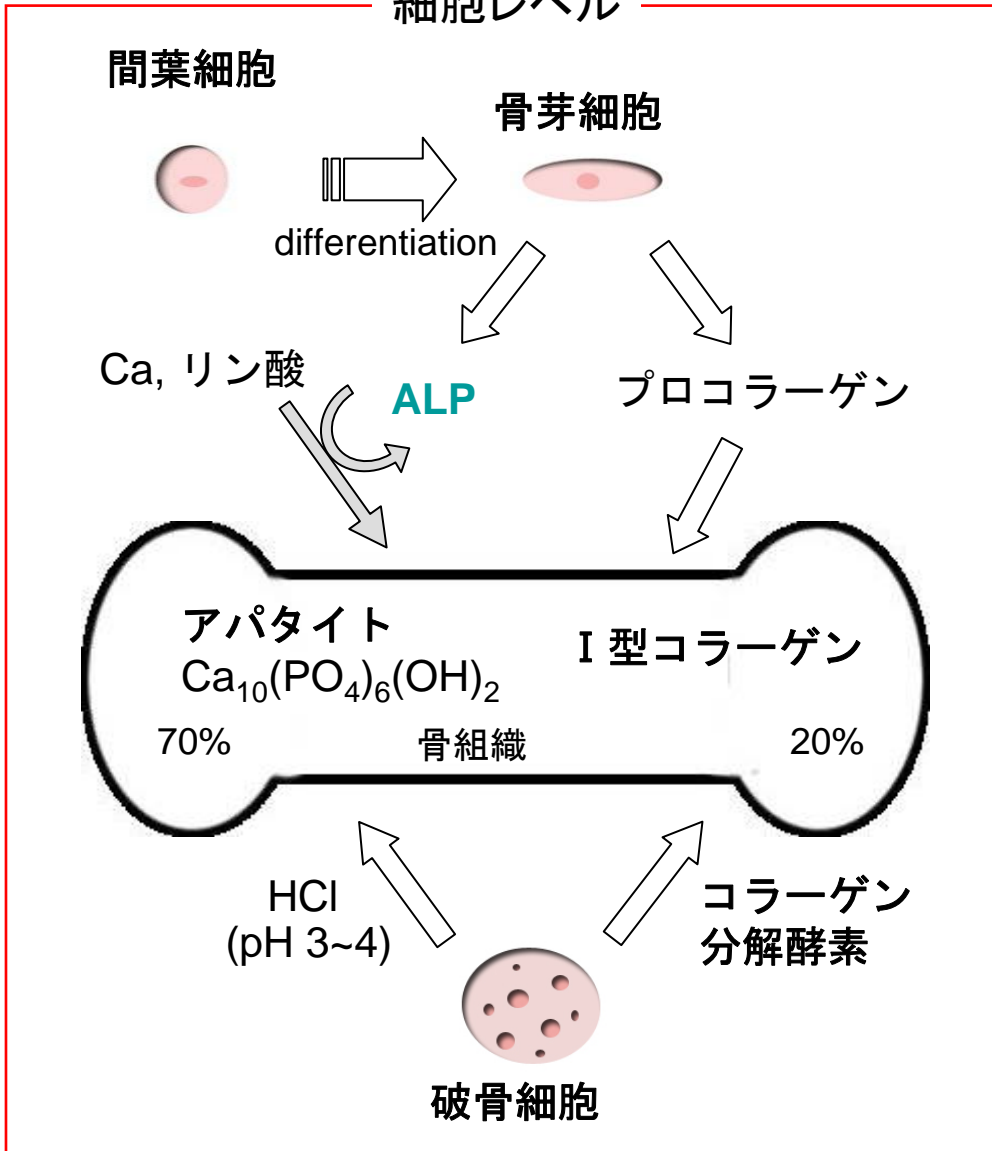 細胞レベル
間葉細胞
骨芽細胞
differentiation
Ca, リン酸
ALP
プロコラーゲン
アパタイト
Ca₁₀(PO₄)₆(OH)₂
I 型コラーゲン
70%
骨組織
20%
HCl
(pH 3~4)
コラーゲン
分解酵素
破骨細胞